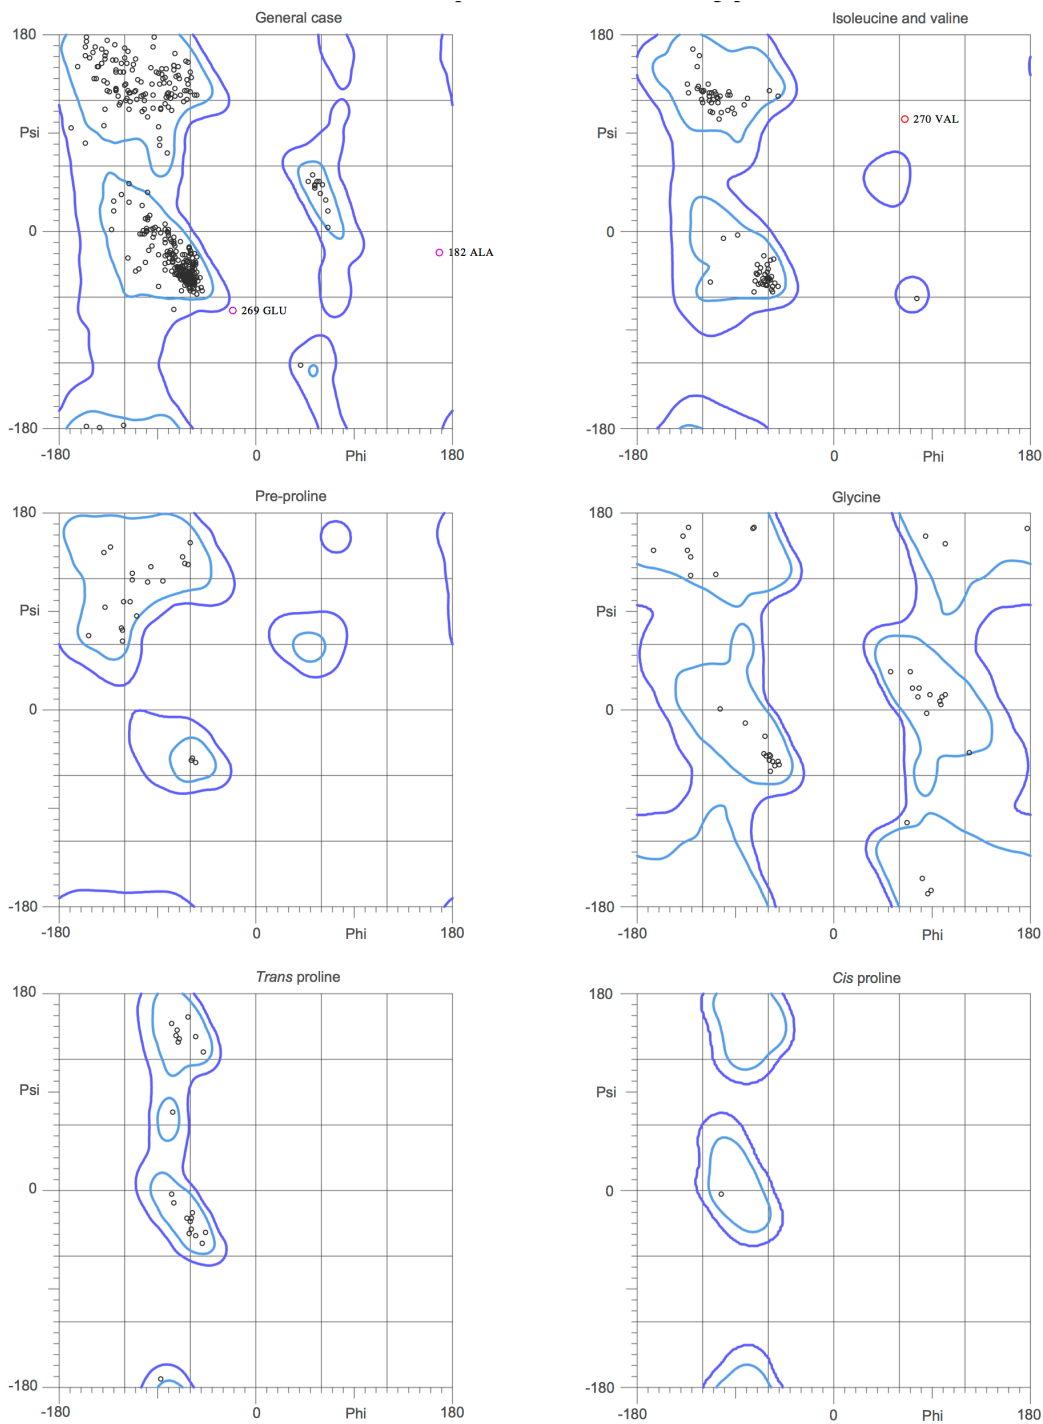 General case
180
Psi
0
-180
-180
0
Phi
180
182 ALA
269 GLU
Isoleucine and valine
180
Psi
0
-180
-180
0
Phi
180
270 VAL
Pre-proline
180
Psi
0
-180
-180
0
Phi
180
Glycine
180
Psi
0
-180
-180
0
Phi
180
Trans proline
180
Psi
0
-180
-180
0
Phi
180
Cis proline
180
Psi
0
-180
-180
0
Phi
180